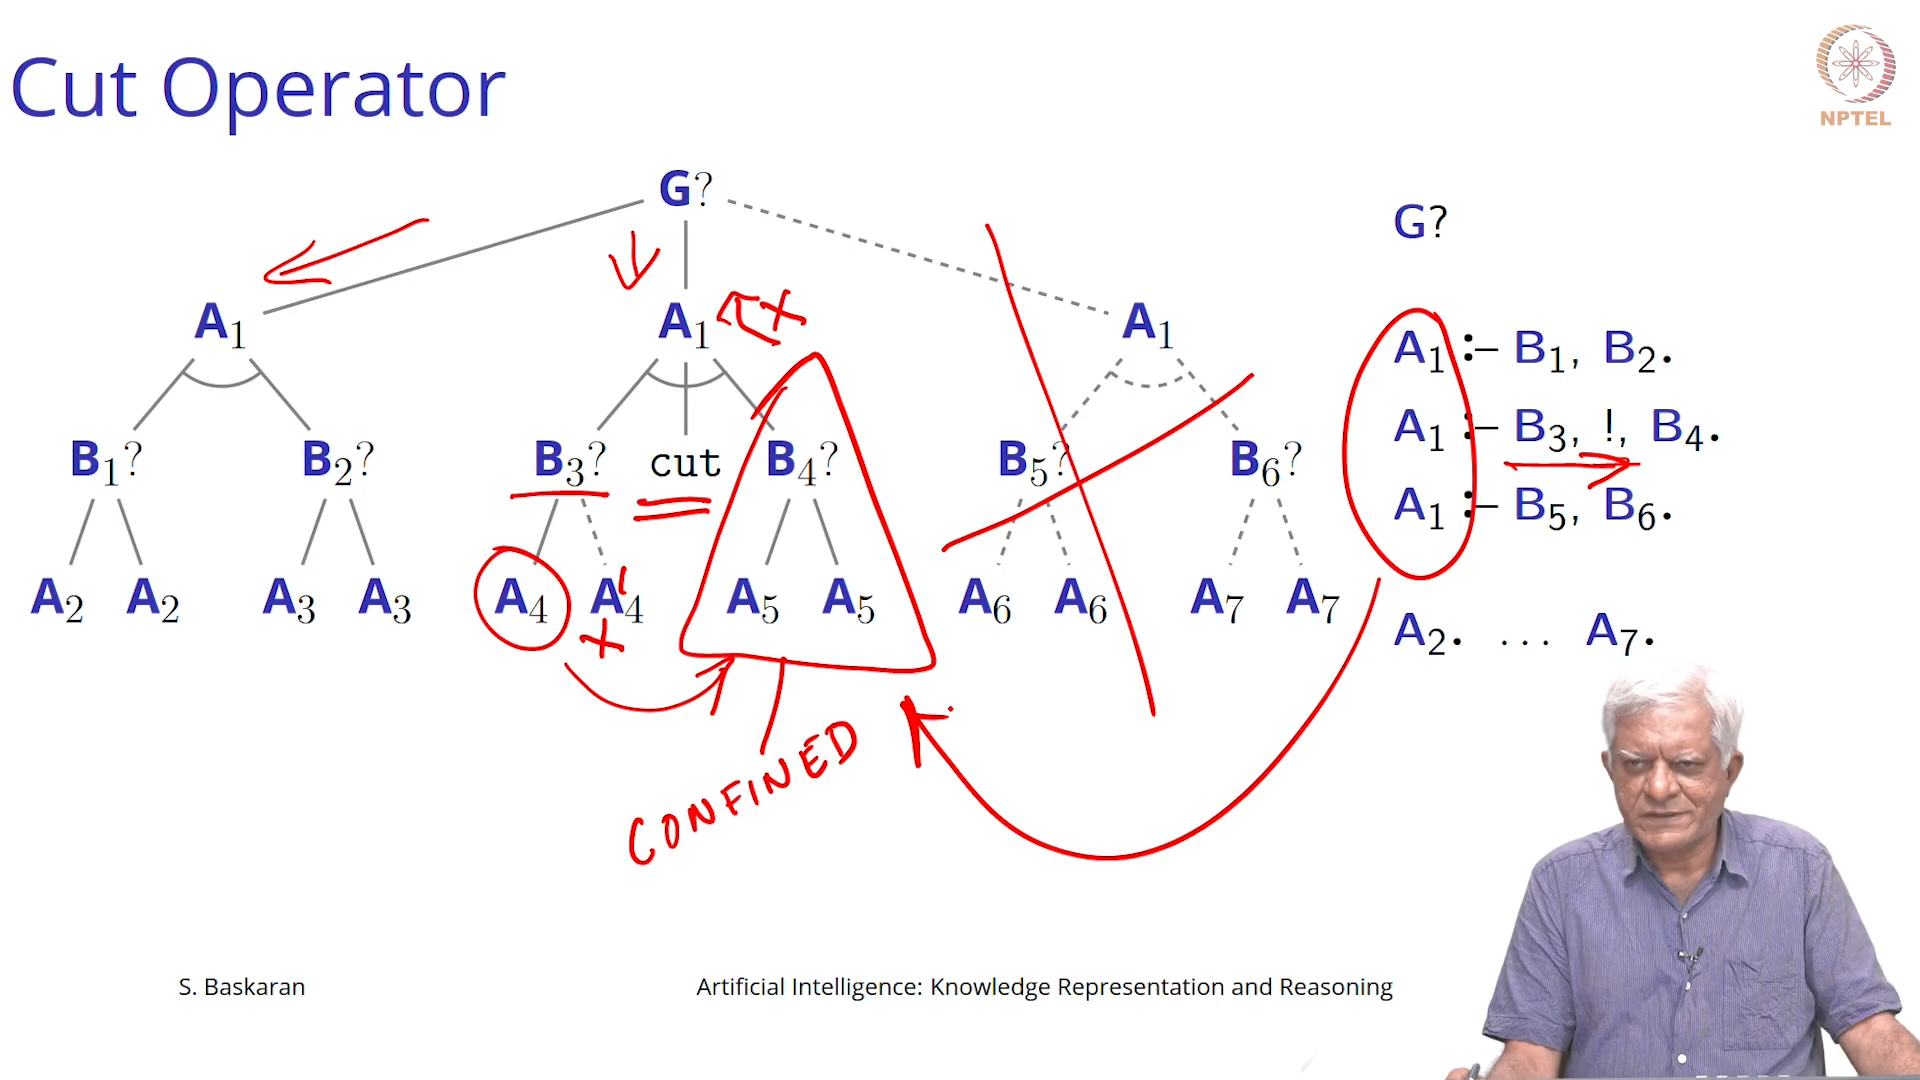 Cut Operator
NPTEL
G?
A₁ A₁ A₁
B₁? B₂? B₃? cut B₄? B₅? B₆?
A₂ A₂ A₃ A₃ A₄ A₄ A₅ A₅ A₆ A₆ A₇ A₇
CONFINED
G?
A₁ :– B₁, B₂.
A₁ :– B₃, !, B₄.
A₁ :– B₅, B₆.
A₂. ... A₇.
S. Baskaran
Artificial Intelligence: Knowledge Representation and Reasoning